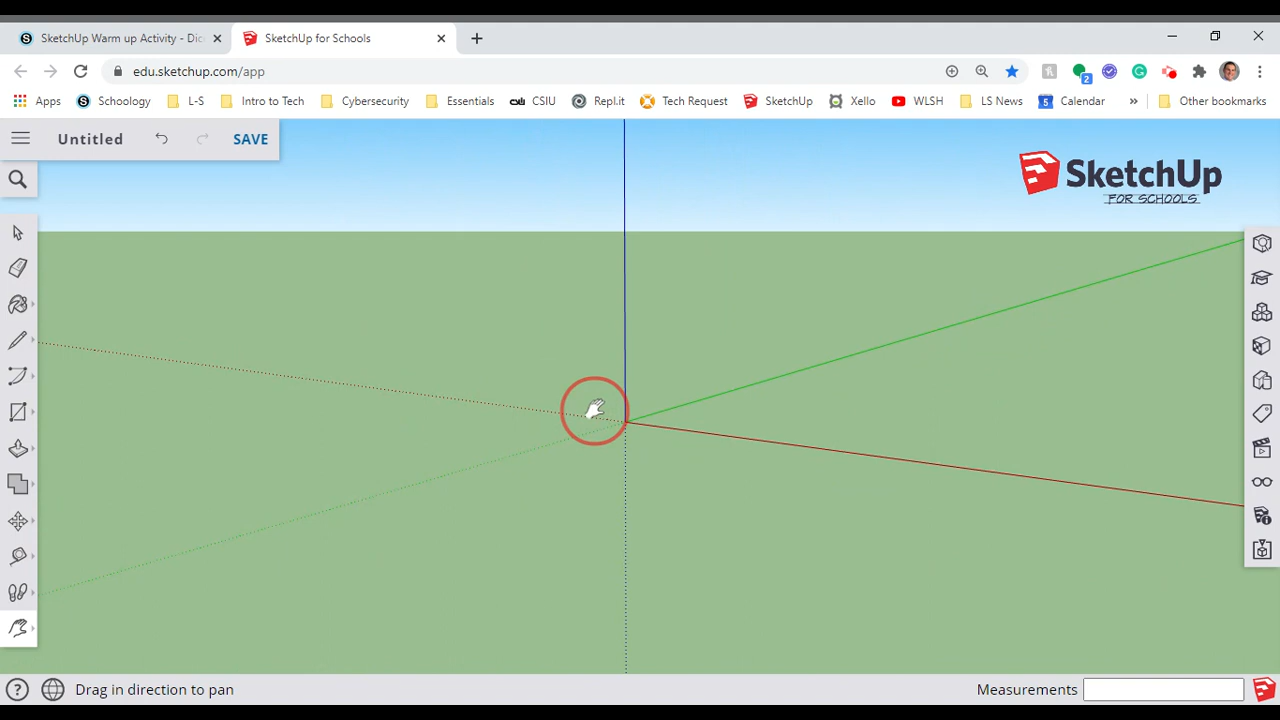 SketchUp Warm up Activity - Dic
SketchUp for Schools
edu.sketchup.com/app
2
Apps
Schoology
L-S
Intro to Tech
Cybersecurity
Essentials
CSIU
Repl.it
Tech Request
SketchUp
Xello
WLSH
LS News
5
Calendar
»
Other bookmarks
Untitled
SAVE
SketchUp
FOR SCHOOLS
Drag in direction to pan
Measurements